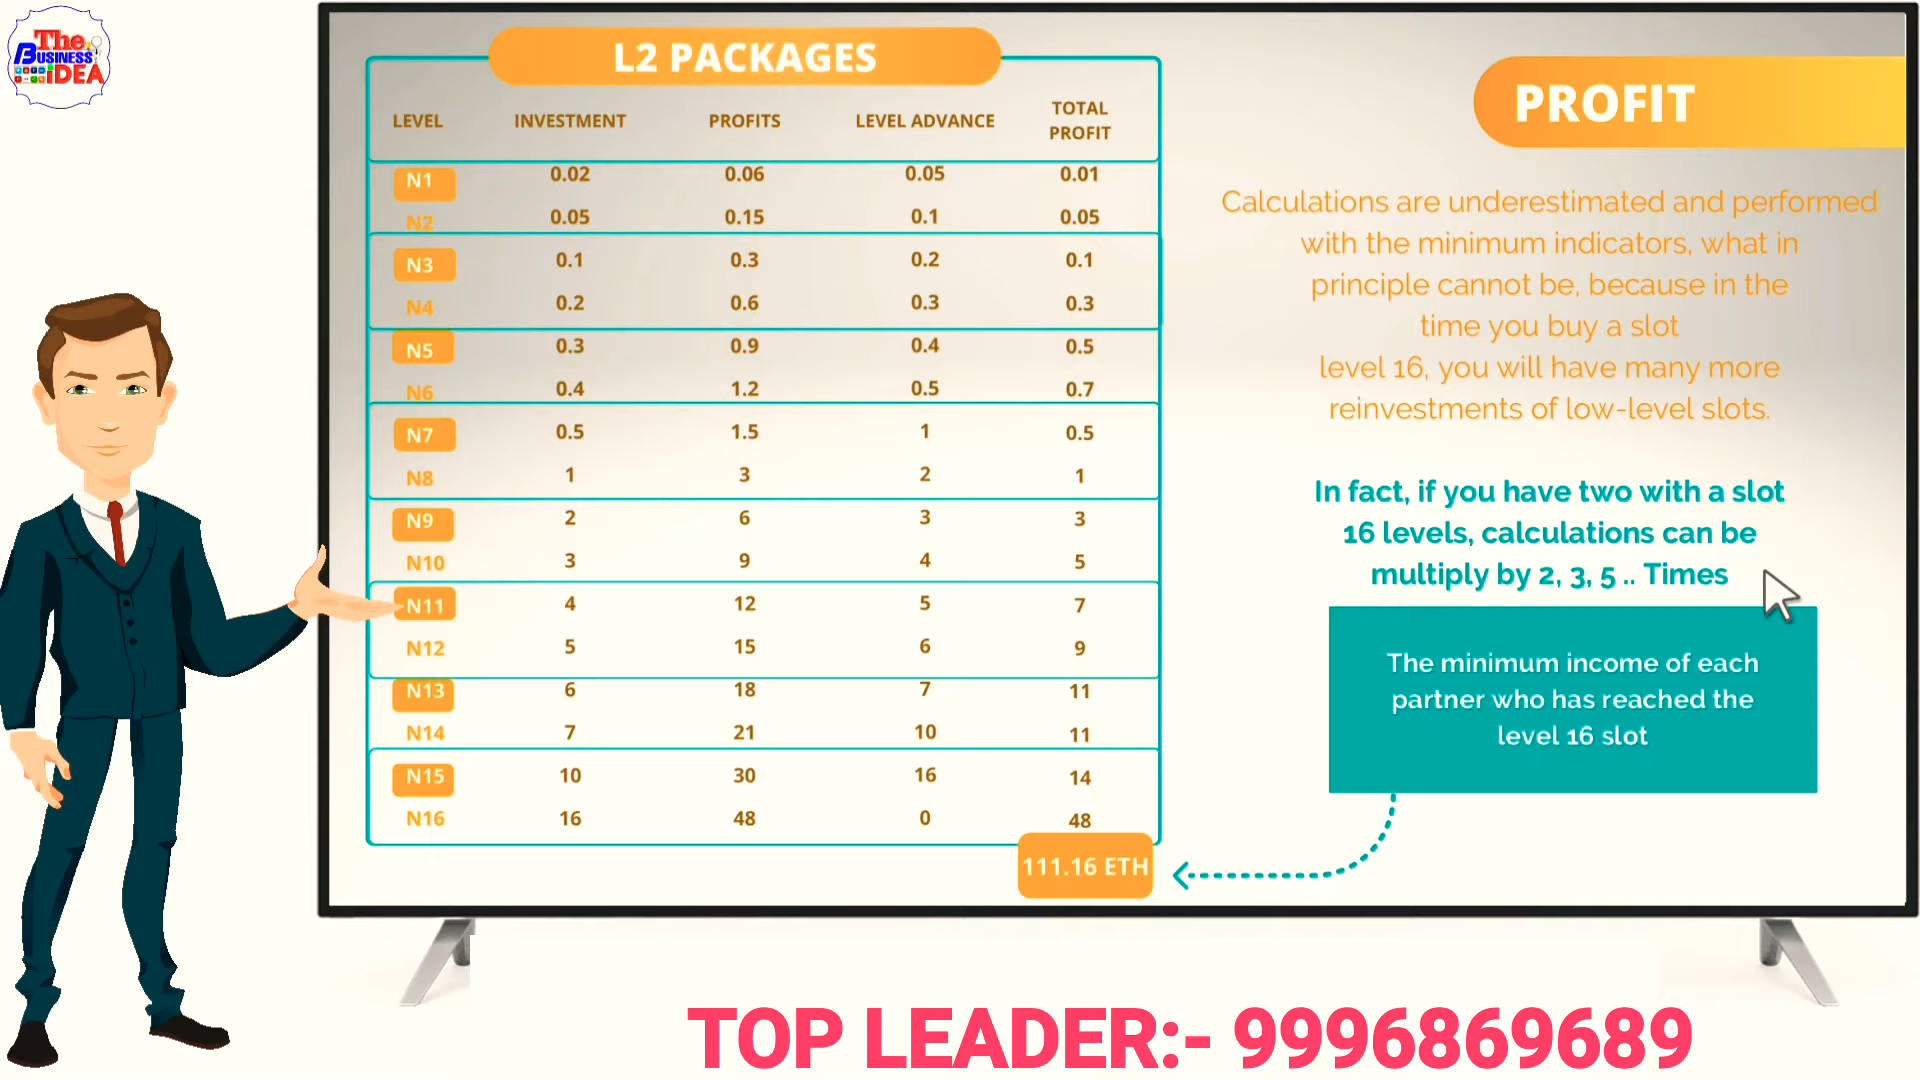 The
BUSINESS
iDEA
L2 PACKAGES
LEVEL INVESTMENT PROFITS LEVEL ADVANCE TOTAL PROFIT
N1 0.02 0.06 0.05 0.01
N2 0.05 0.15 0.1 0.05
N3 0.1 0.3 0.2 0.1
N4 0.2 0.6 0.3 0.3
N5 0.3 0.9 0.4 0.5
N6 0.4 1.2 0.5 0.7
N7 0.5 1.5 1 0.5
N8 1 3 2 1
N9 2 6 3 3
N10 3 9 4 5
N11 4 12 5 7
N12 5 15 6 9
N13 6 18 7 11
N14 7 21 10 11
N15 10 30 16 14
N16 16 48 0 48
111.16 ETH
PROFIT
Calculations are underestimated and performed
with the minimum indicators, what in
principle cannot be, because in the
time you buy a slot
level 16, you will have many more
reinvestments of low-level slots.
In fact, if you have two with a slot
16 levels, calculations can be
multiply by 2, 3, 5 .. Times
The minimum income of each
partner who has reached the
level 16 slot
TOP LEADER:- 9996869689